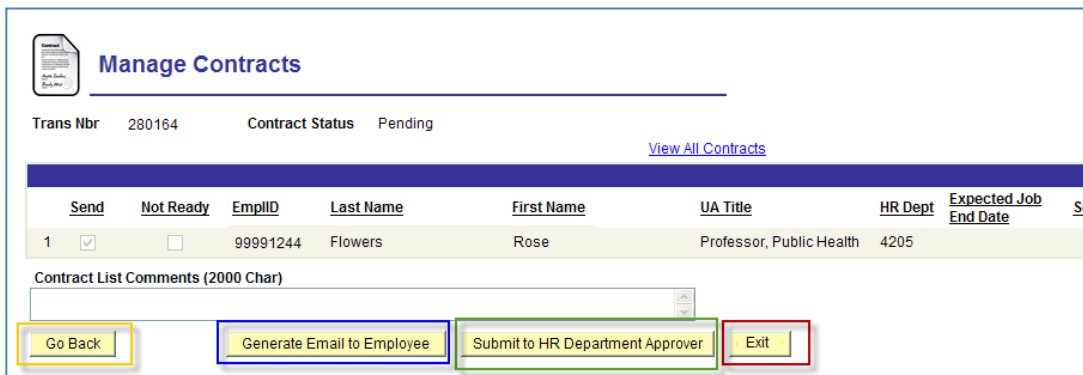 Contract
Manage Contracts
Trans Nbr 280164 Contract Status Pending
View All Contracts
Send Not Ready EmplID Last Name First Name UA Title HR Dept Expected Job End Date
1 99991244 Flowers Rose Professor, Public Health 4205
Contract List Comments (2000 Char)
Go Back Generate Email to Employee Submit to HR Department Approver Exit